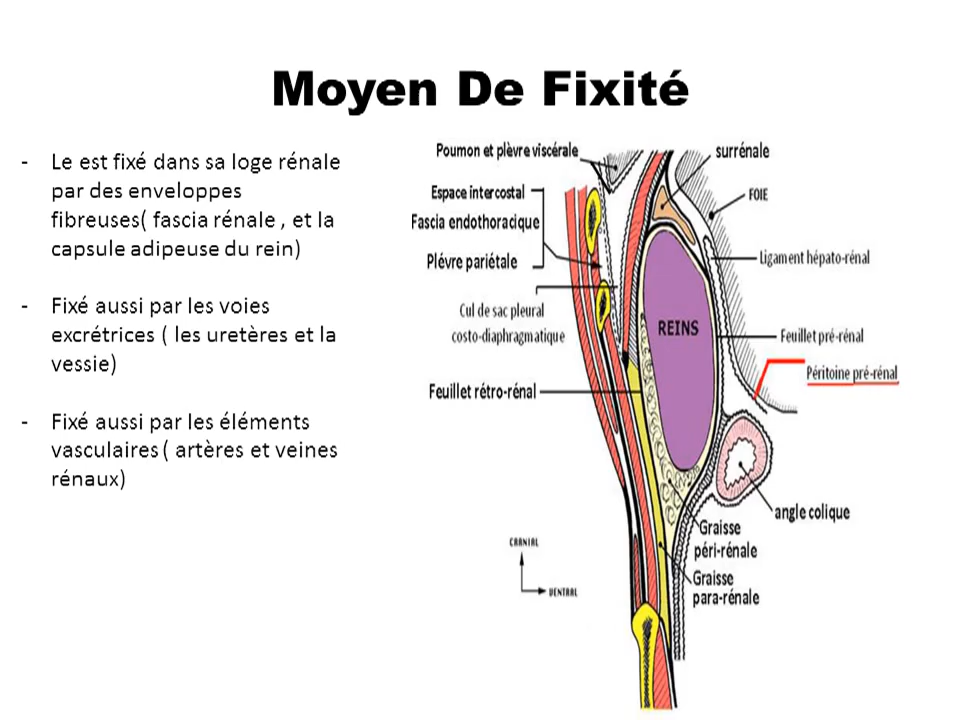 Moyen De Fixité
- Le est fixé dans sa loge rénale
par des enveloppes
fibreuses( fascia rénale , et la
capsule adipeuse du rein)
- Fixé aussi par les voies
excrétrices ( les uretères et la
vessie)
- Fixé aussi par les éléments
vasculaires ( artères et veines
rénaux)
Poumon et plèvre viscérale
surrénale
Espace intercostal
FOIE
Fascia endothoracique
Plévre pariétale
Ligament hépato-rénal
Cul de sac pleural
costo-diaphragmatique
REINS
Feuillet pré-rénal
Péritoine pré-rénal
Feuillet rétro-rénal
angle colique
Graisse
péri-rénale
Graisse
para-rénale
CRANIAL
VENTRAL